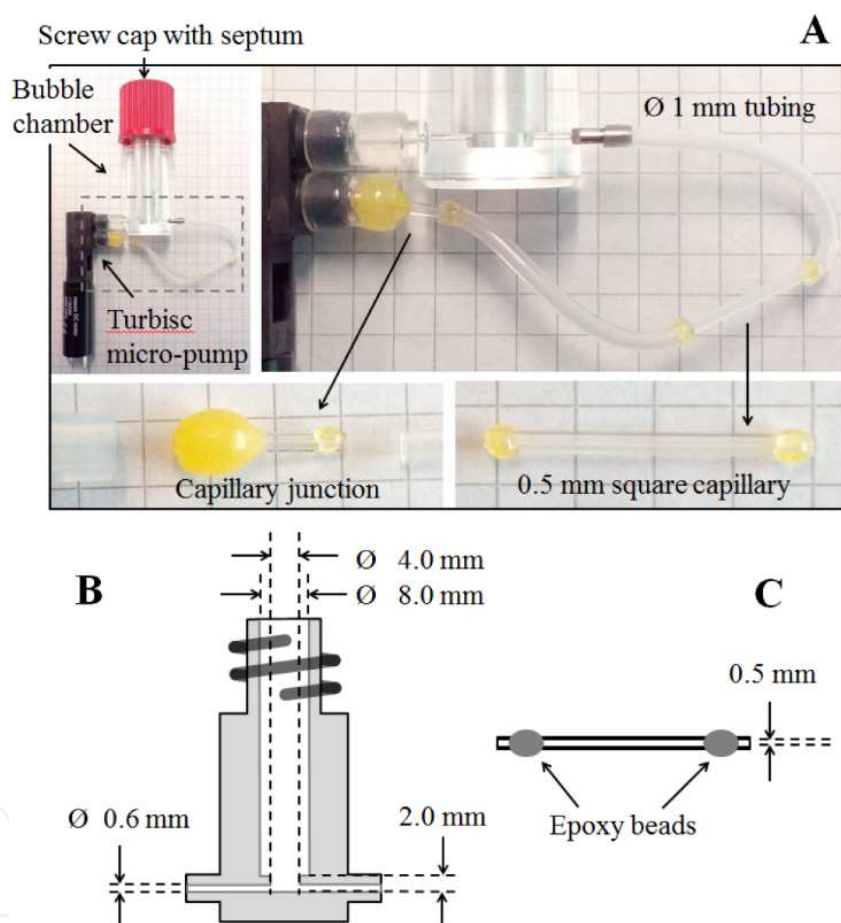 Screw cap with septum
A
Bubble
chamber
Ø 1 mm tubing
Turbisc
micro-pump
Capillary junction
0.5 mm square capillary
B
Ø 4.0 mm
Ø 8.0 mm
C
0.5 mm
Ø 0.6 mm
2.0 mm
Epoxy beads